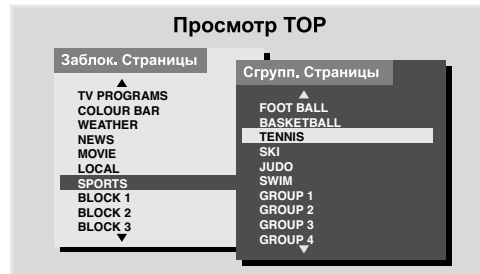 Просмотр TOP
Заблок. Страницы
TV PROGRAMS
COLOUR BAR
WEATHER
NEWS
MOVIE
LOCAL
SPORTS
BLOCK 1
BLOCK 2
BLOCK 3
Сгрупп. Страницы
FOOT BALL
BASKETBALL
TENNIS
SKI
JUDO
SWIM
GROUP 1
GROUP 2
GROUP 3
GROUP 4